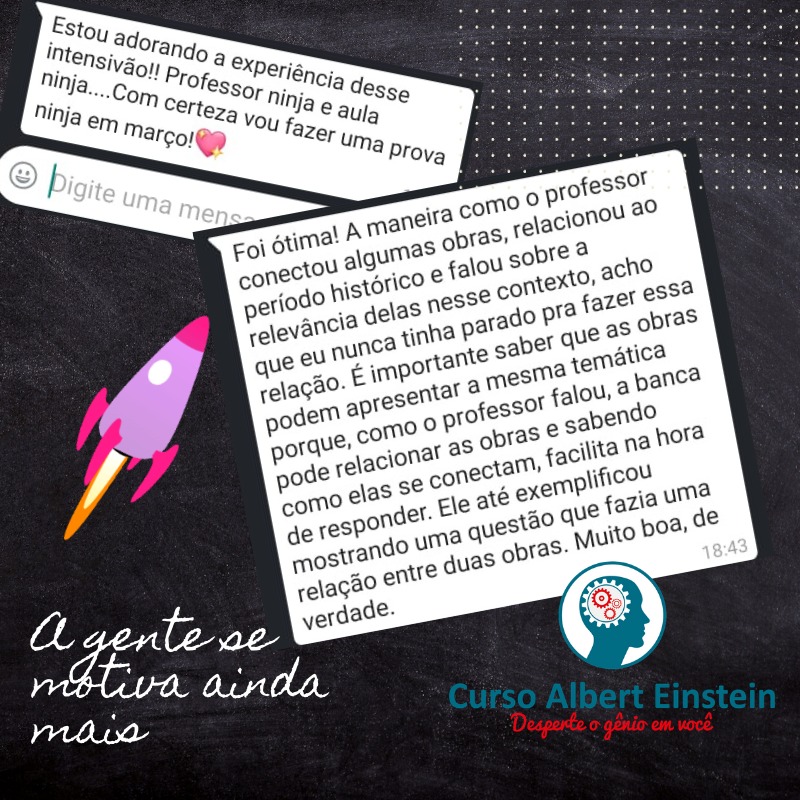 Estou adorando a experiência desse
intensivão!! Professor ninja e aula
ninja....Com certeza vou fazer uma prova
ninja em março!💖
Digite uma mensa
Foi ótima! A maneira como o professor
conectou algumas obras, relacionou ao
período histórico e falou sobre a
relevância delas nesse contexto, acho
que eu nunca tinha parado pra fazer essa
relação. É importante saber que as obras
podem apresentar a mesma temática
porque, como o professor falou, a banca
pode relacionar as obras e sabendo
como elas se conectam, facilita na hora
de responder. Ele até exemplificou
mostrando uma questão que fazia uma
relação entre duas obras. Muito boa, de
verdade.
18:43
A gente se
motiva ainda
mais
Curso Albert Einstein
Desperte o gênio em você